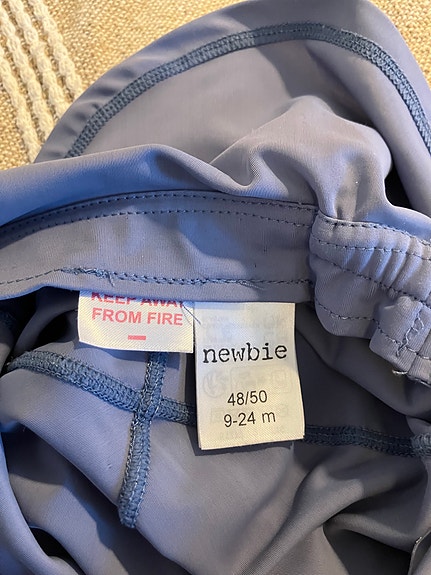 KEEP AWAY
FROM FIRE
newbie
48/50
9-24 m